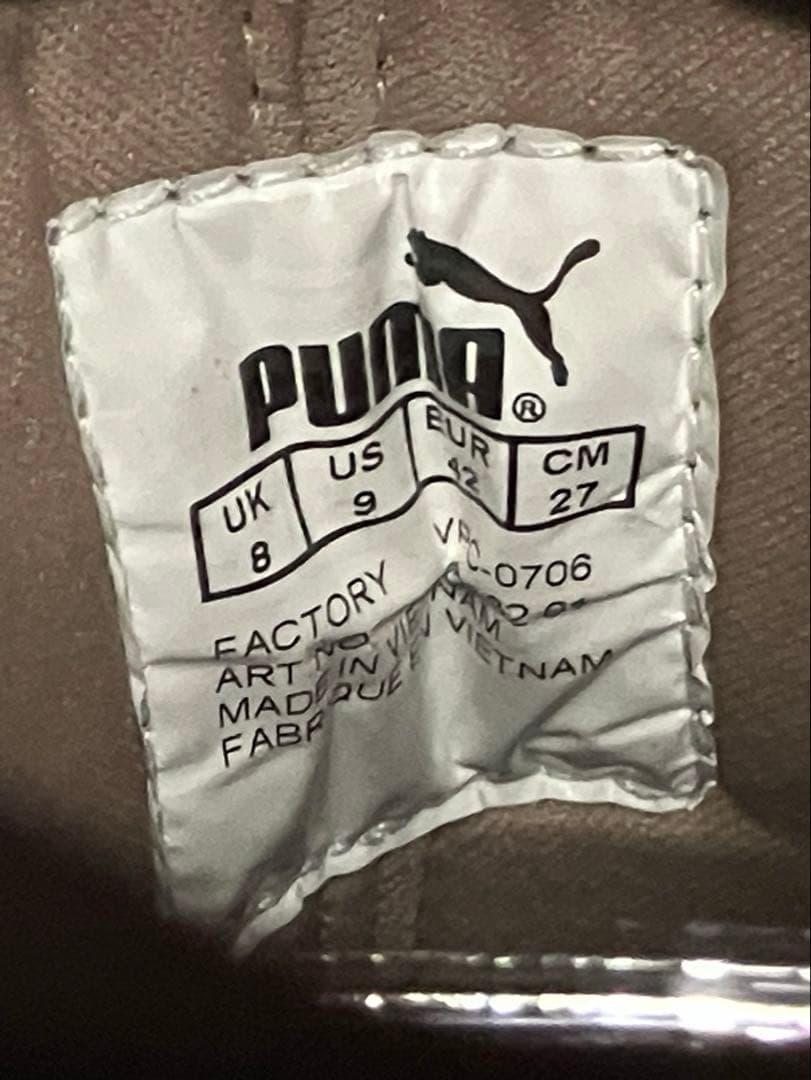 PUMA®
UK US EUR CM
8 9 42 27
FACTORY VPC-0706
ART NO.
MADE IN VIETNAM
FABRIQUE EN VIETNAM